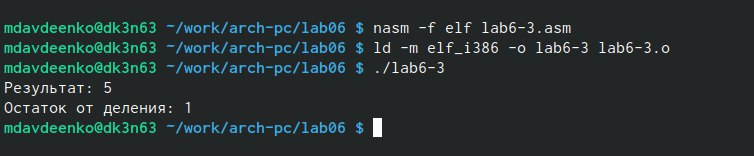 mdavdeenko@dk3n63 ~/work/arch-pc/lab06 $ nasm -f elf lab6-3.asm
mdavdeenko@dk3n63 ~/work/arch-pc/lab06 $ ld -m elf_i386 -o lab6-3 lab6-3.o
mdavdeenko@dk3n63 ~/work/arch-pc/lab06 $ ./lab6-3
Результат: 5
Остаток от деления: 1
mdavdeenko@dk3n63 ~/work/arch-pc/lab06 $